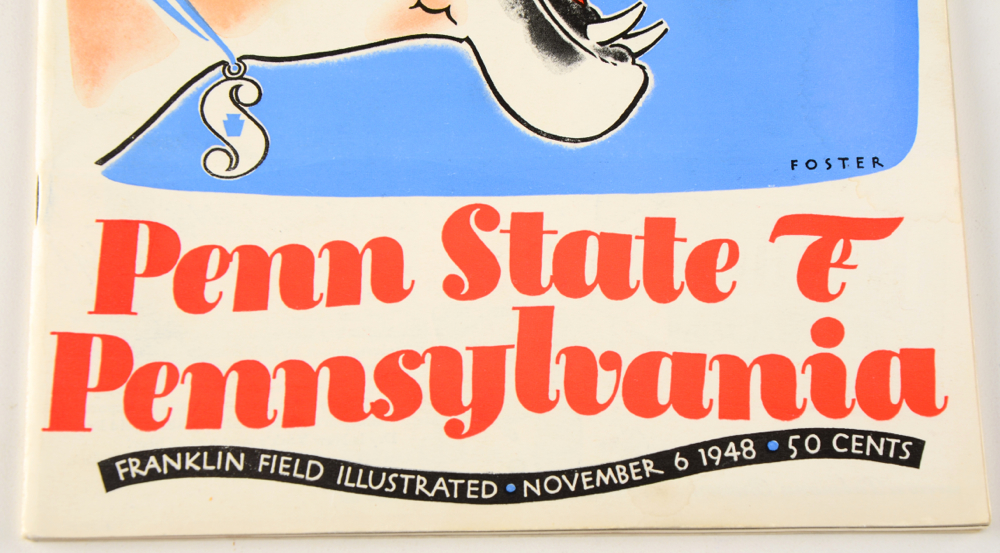 S
FOSTER
Penn State &
Pennsylvania
FRANKLIN FIELD ILLUSTRATED • NOVEMBER 6 1948 • 50 CENTS